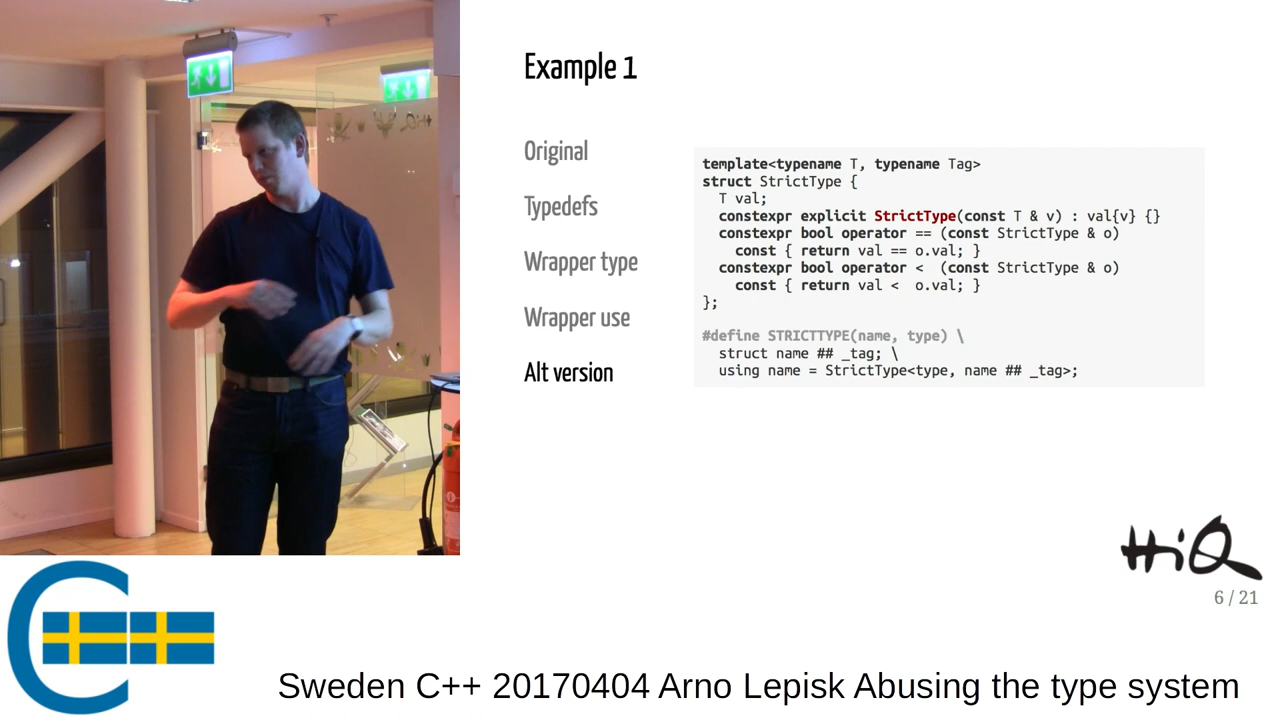 Example 1
Original
Typedefs
Wrapper type
Wrapper use
Alt version
template<typename T, typename Tag>
struct StrictType {
  T val;
  constexpr explicit StrictType(const T & v) : val{v} {}
  constexpr bool operator == (const StrictType & o)
    const { return val == o.val; }
  constexpr bool operator <  (const StrictType & o)
    const { return val <  o.val; }
};
#define STRICTTYPE(name, type) \
  struct name ## _tag; \
  using name = StrictType<type, name ## _tag>;
HiQ
6 / 21
C++
Sweden C++ 20170404 Arno Lepisk Abusing the type system